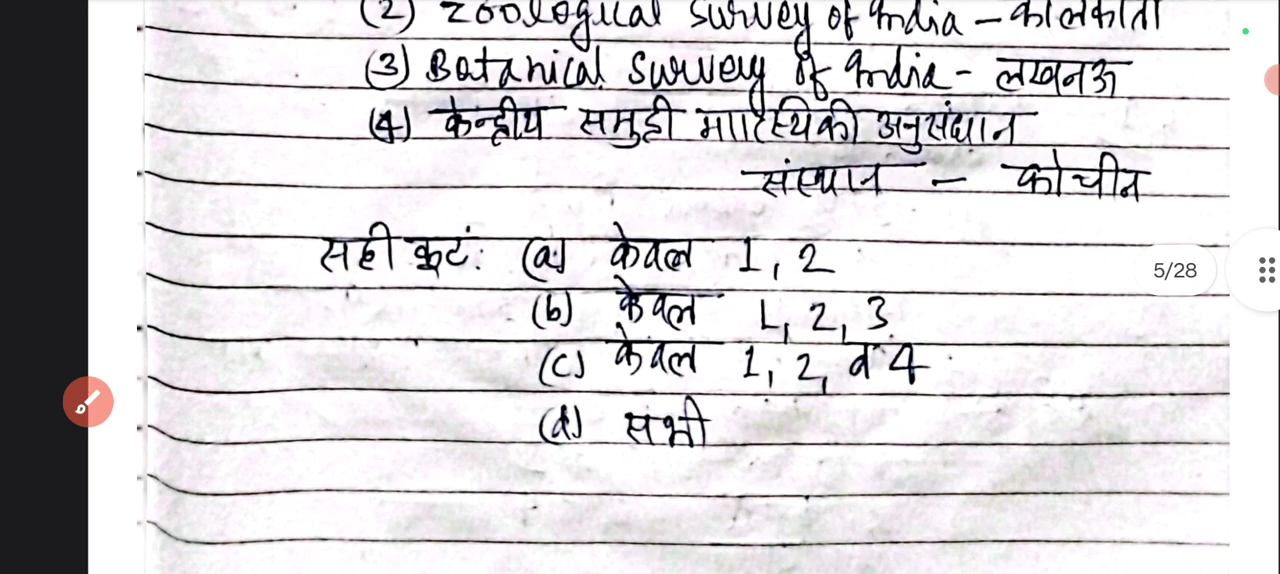 (2) Zoological Survey of India – कोलकाता
(3) Botanical Survey of India - लखनऊ
(4) केन्द्रीय समुद्री मात्स्यिकी अनुसंधान
संस्थान – कोचीन
सही कूटः (a) केवल 1, 2
(b) केवल 1, 2, 3
(c) केवल 1, 2, व 4
(d) सभी
5/28